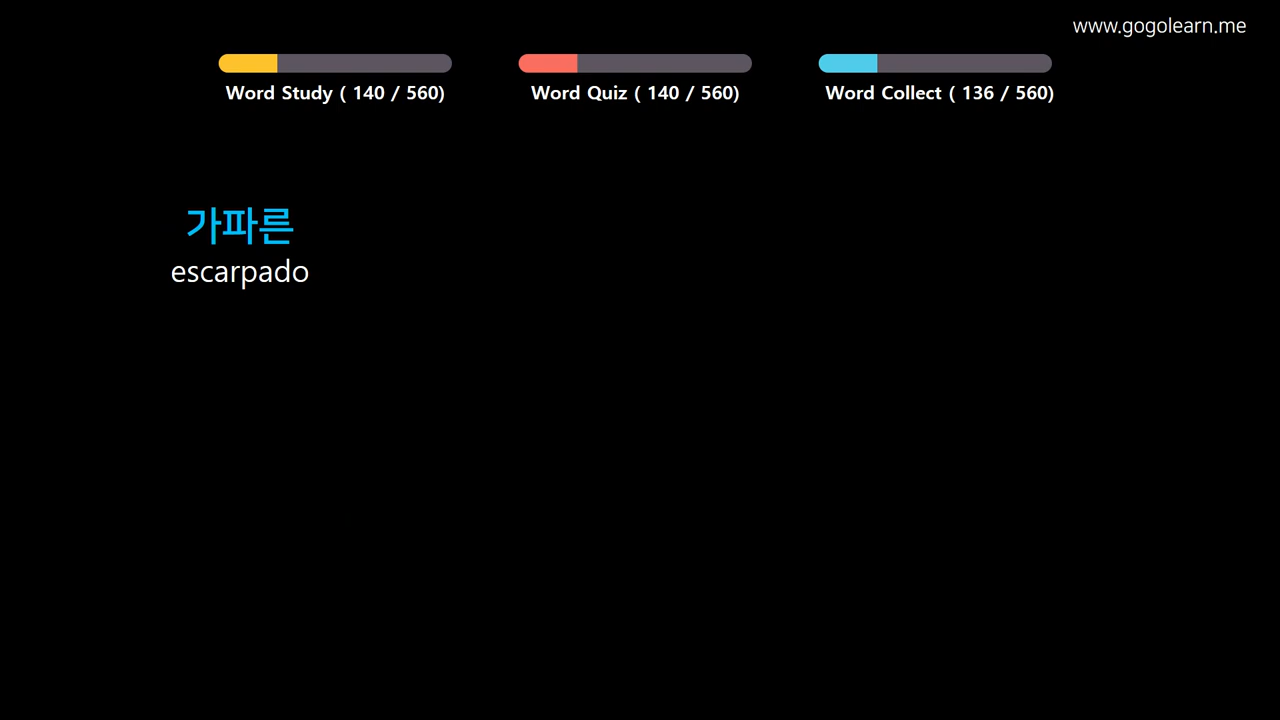 www.gogolearn.me
Word Study ( 140 / 560)
Word Quiz ( 140 / 560)
Word Collect ( 136 / 560)
가파른
escarpado